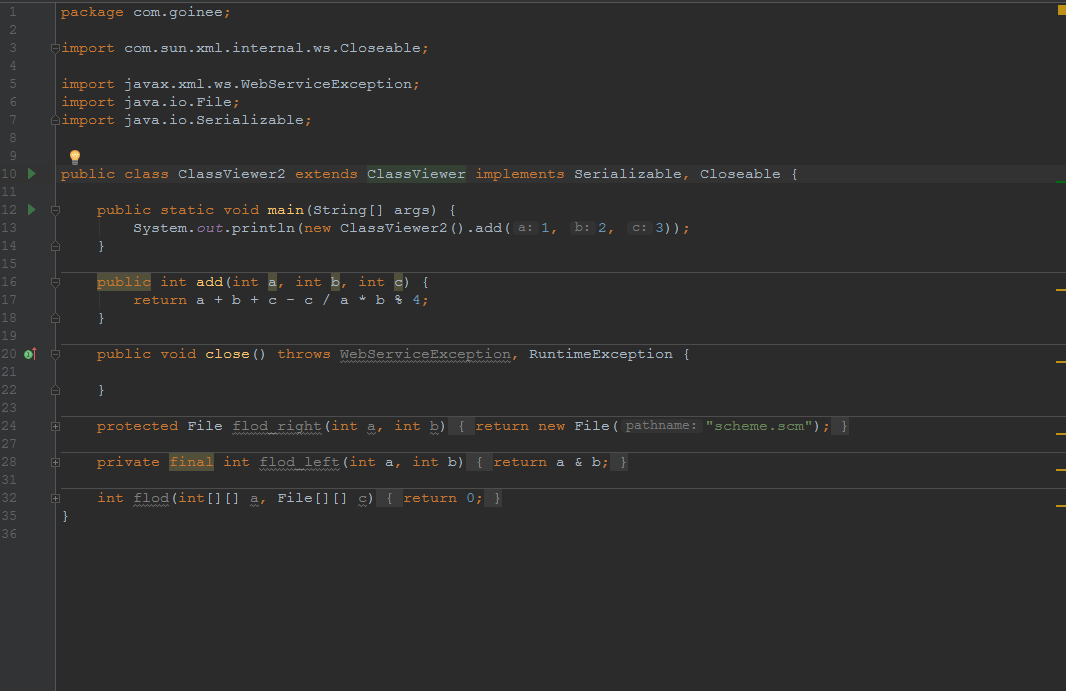 1 package com.goinee;
2
3 import com.sun.xml.internal.ws.Closeable;
4
5 import javax.xml.ws.WebServiceException;
6 import java.io.File;
7 import java.io.Serializable;
8
9
10 public class ClassViewer2 extends ClassViewer implements Serializable, Closeable {
11
12 public static void main(String[] args) {
13 System.out.println(new ClassViewer2().add( a: 1, b: 2, c: 3));
14 }
15
16 public int add(int a, int b, int c) {
17 return a + b + c - c / a * b % 4;
18 }
19
20 public void close() throws WebServiceException, RuntimeException {
21
22 }
23
24 protected File flod_right(int a, int b) { return new File( pathname: "scheme.scm"); }
27
28 private final int flod_left(int a, int b) { return a & b; }
31
32 int flod(int[][] a, File[][] c) { return 0; }
35 }
36